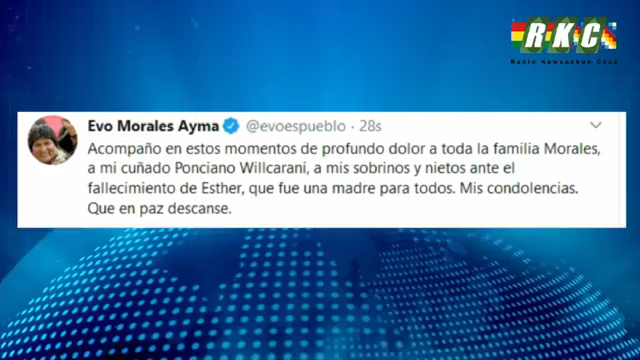 RKC
Radio Kawsachun Coca
Evo Morales Ayma @evoespueblo · 28s
Acompaño en estos momentos de profundo dolor a toda la familia Morales,
a mi cuñado Ponciano Willcarani, a mis sobrinos y nietos ante el
fallecimiento de Esther, que fue una madre para todos. Mis condolencias.
Que en paz descanse.